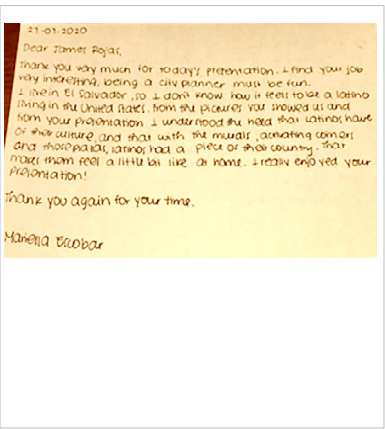 27-07-2020
Dear James Rojas,
Thank you very much for today's presentation. I find your job
very interesting, being a city planner must be fun.
I live in El Salvador, so I don't know how it feels to be a latino
living in the United States. From the pictures you showed us and
from your presentation I understood the need that latinos have
of their culture, and that with the murals, activating corners
and those , latinos had a piece of their country. That
makes them feel a little bit like at home. I really enjoyed your
presentation!
Thank you again for your time.
Mariella Escobar